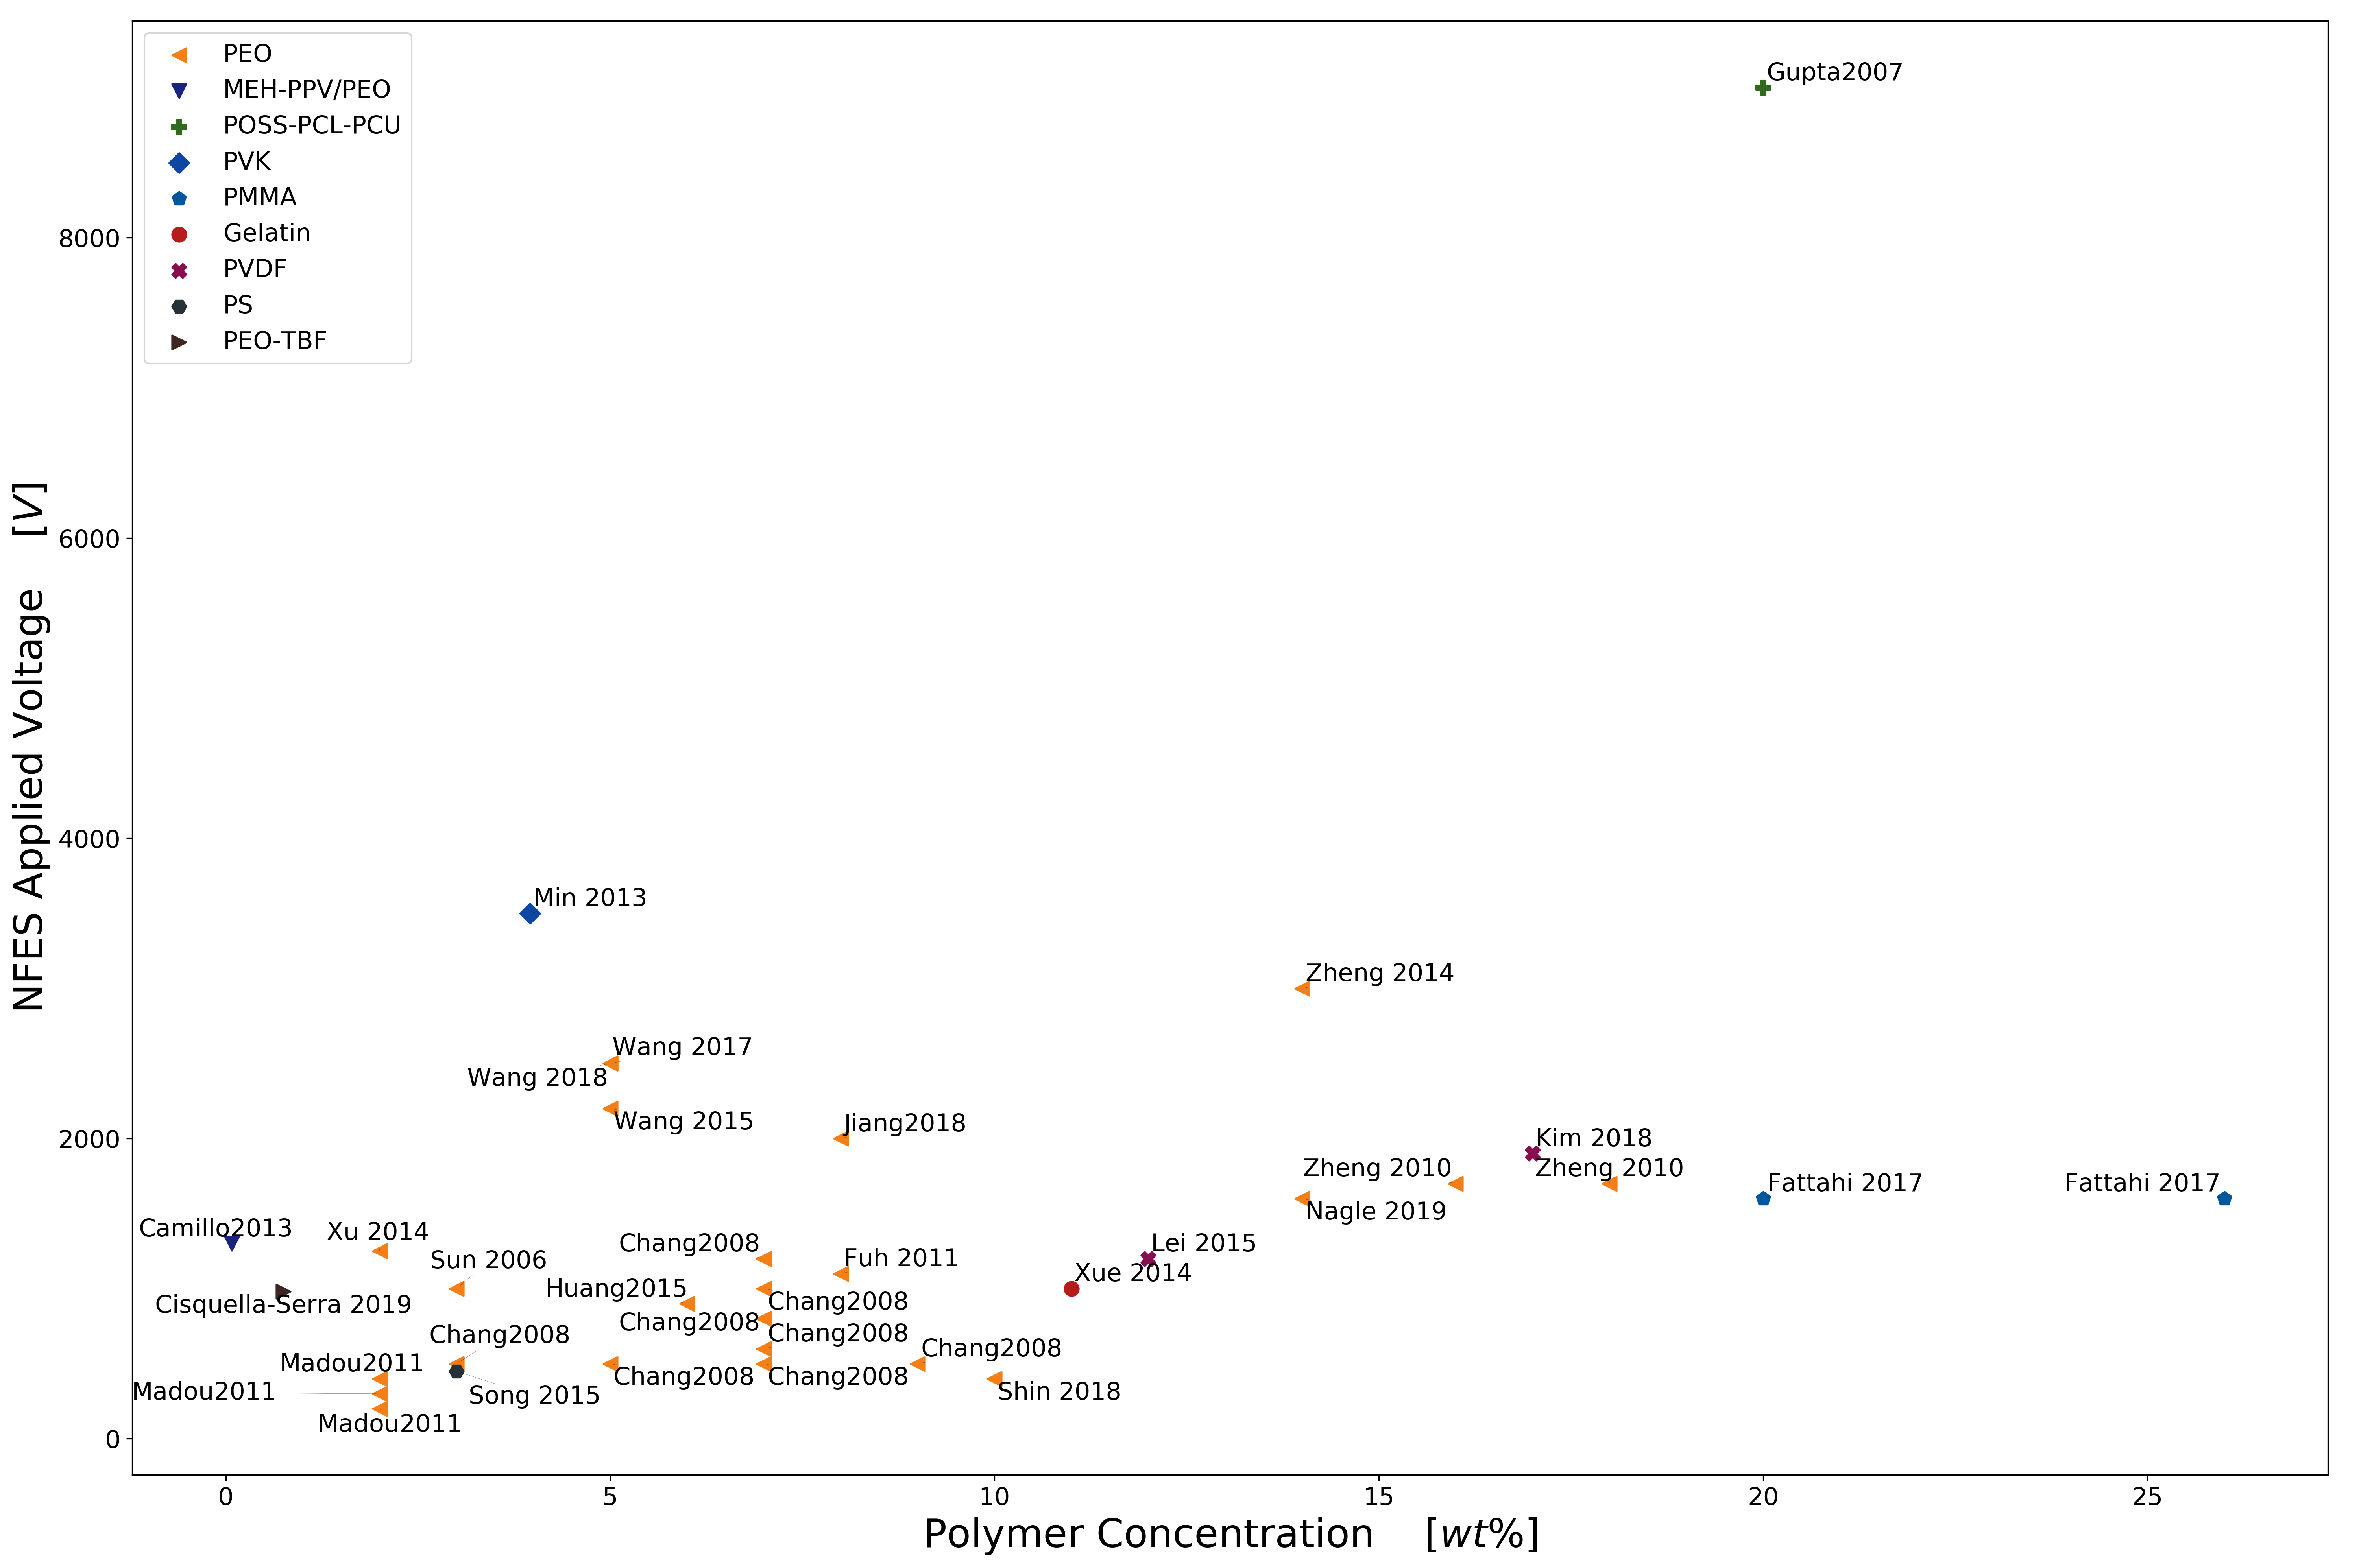 PEO
MEH-PPV/PEO
POSS-PCL-PCU
PVK
PMMA
Gelatin
PVDF
PS
PEO-TBF
Gupta2007
8000
6000
4000
2000
0
NFES Applied Voltage [V]
Min 2013
Zheng 2014
Wang 2017
Wang 2018
Wang 2015
Jiang2018
Kim 2018
Zheng 2010
Zheng 2010
Fattahi 2017
Fattahi 2017
Nagle 2019
Camillo2013
Xu 2014
Chang2008
Lei 2015
Sun 2006
Fuh 2011
Xue 2014
Huang2015
Chang2008
Cisquella-Serra 2019
Chang2008
Chang2008
Chang2008
Chang2008
Madou2011
Chang2008
Chang2008
Madou2011
Song 2015
Shin 2018
Madou2011
0
5
10
15
20
25
Polymer Concentration [wt%]